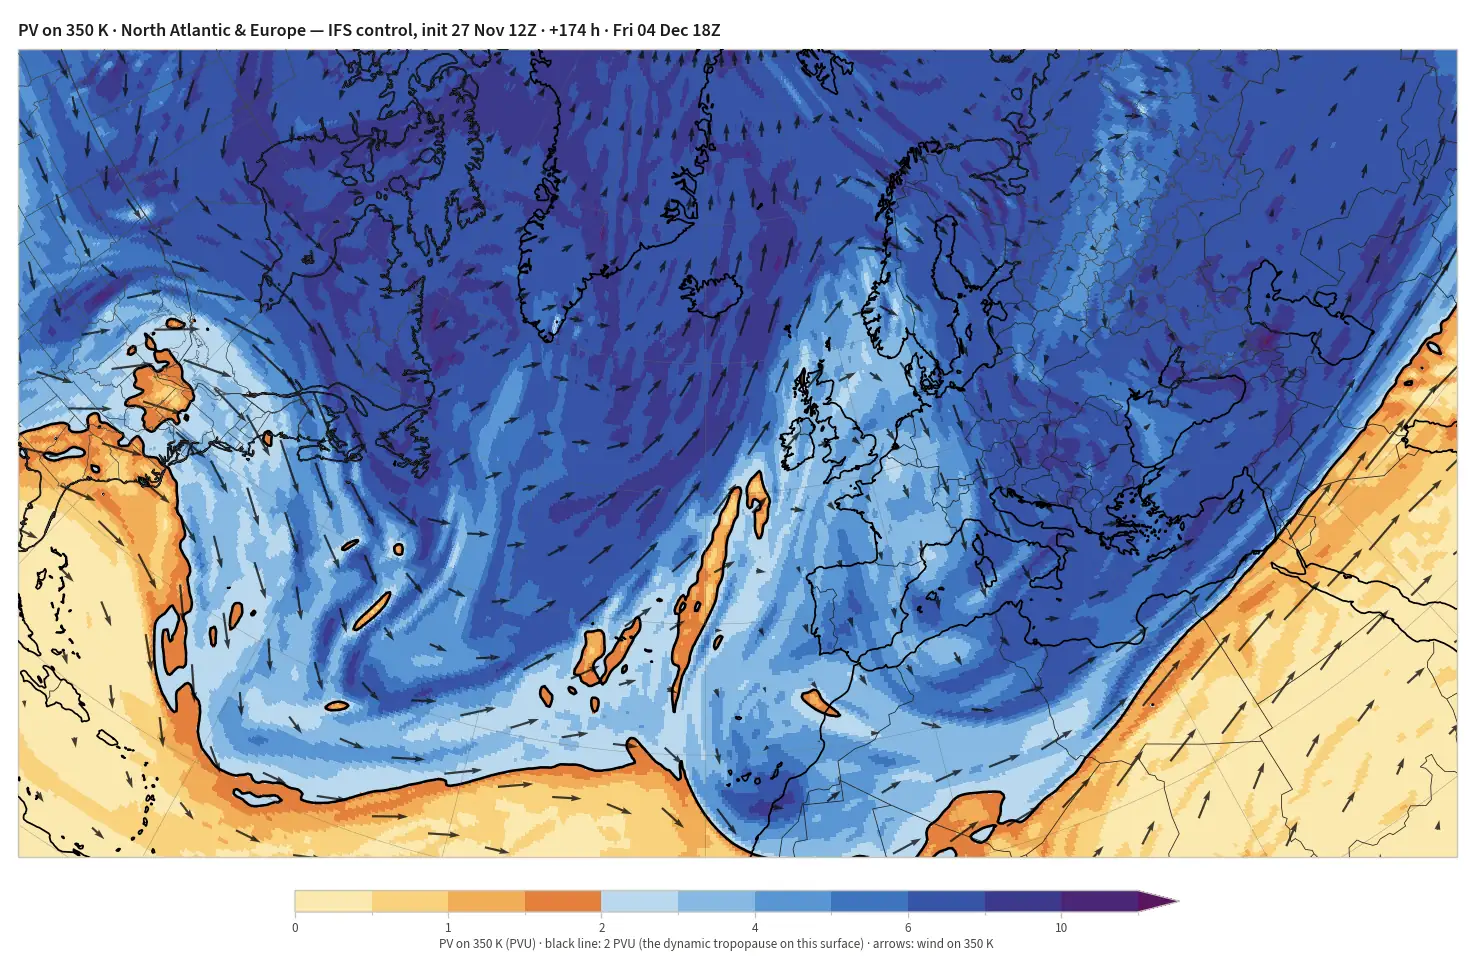 PV on 350 K · North Atlantic & Europe — IFS control, init 27 Nov 12Z · +174 h · Fri 04 Dec 18Z
0 1 2 4 6 10
PV on 350 K (PVU) · black line: 2 PVU (the dynamic tropopause on this surface) · arrows: wind on 350 K